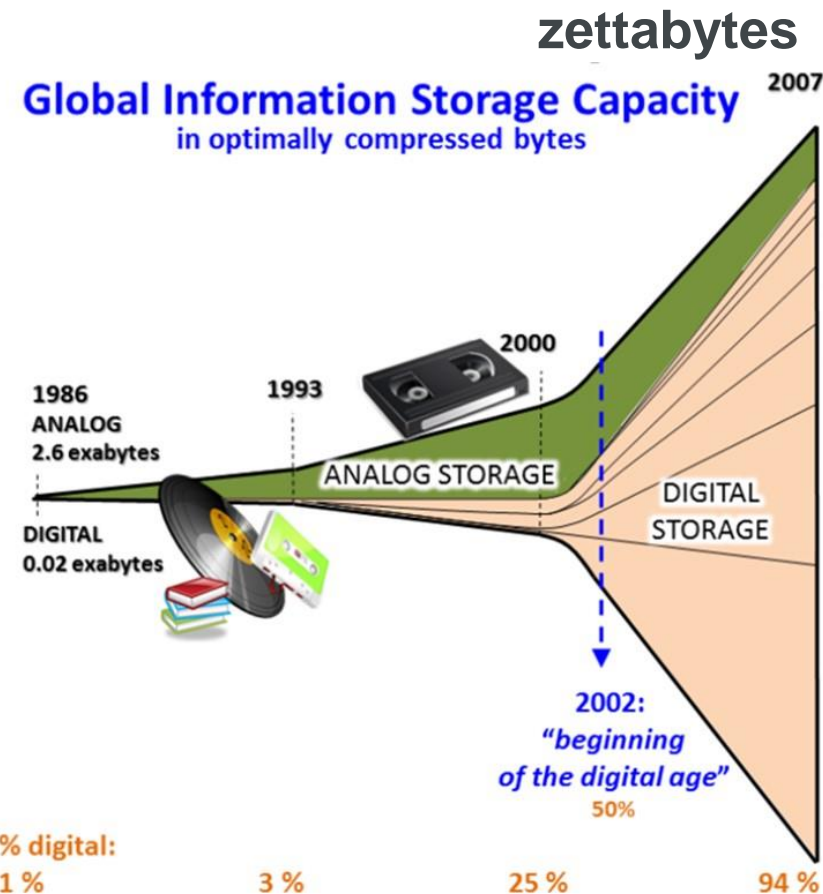 zettabytes
Global Information Storage Capacity
in optimally compressed bytes
2007
2000
1993
1986
ANALOG
2.6 exabytes
ANALOG STORAGE
DIGITAL
STORAGE
DIGITAL
0.02 exabytes
2002:
“beginning
of the digital age”
50%
% digital:
1 % 3 % 25 % 94 %